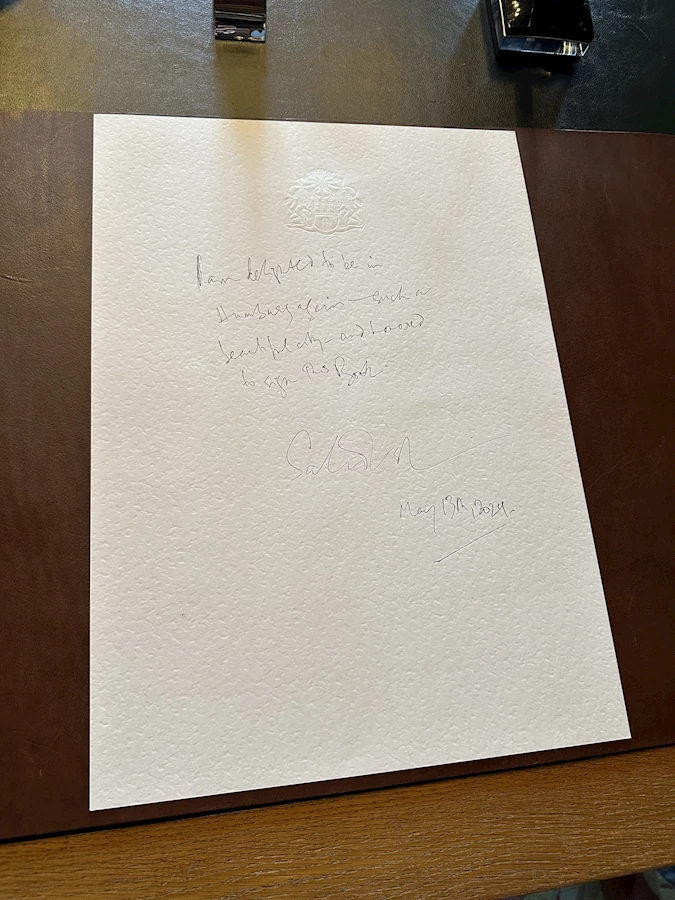 I am delighted to be in
Hamburg again – such a
beautiful city – and honored
to sign this Book.
May 13th, 2024.